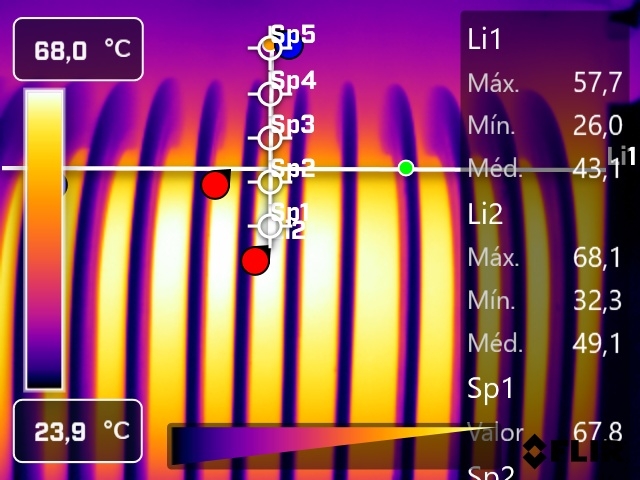 68,0 °C
Sp5
Sp4
Sp3
Sp2
Sp1
Li1
Máx. 57,7
Mín. 26,0
Méd. 43,1
Li1
Li2
Máx. 68,1
Mín. 32,3
Méd. 49,1
Sp1
Valor 67,8
Sp2
23,9 °C
FLIR